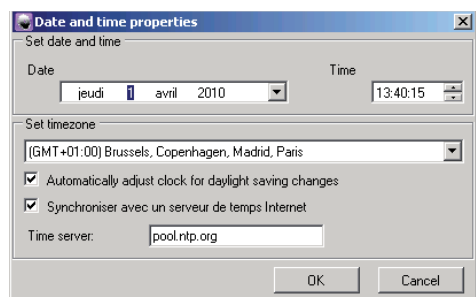 Date and time properties
Set date and time
Date
Time
jeudi 1 avril 2010
13:40:15
Set timezone
(GMT+01:00) Brussels, Copenhagen, Madrid, Paris
Automatically adjust clock for daylight saving changes
Synchroniser avec un serveur de temps Internet
Time server: pool.ntp.org
OK Cancel